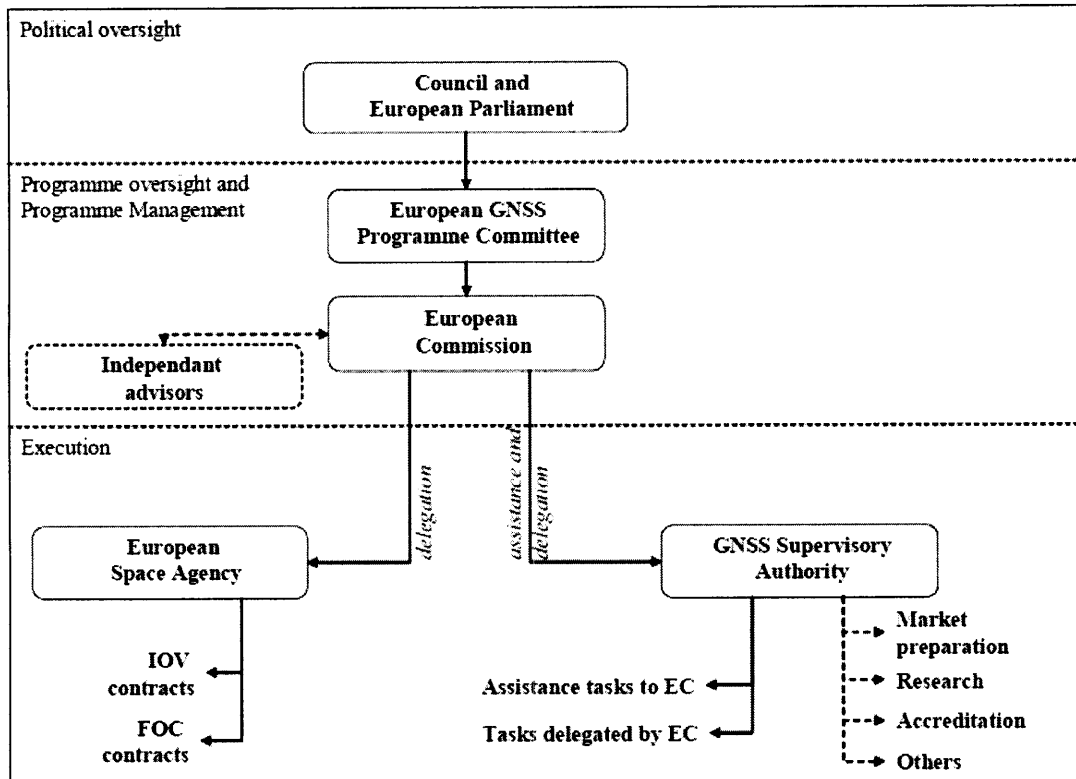 Political oversight
Council and
European Parliament
Programme oversight and
Programme Management
European GNSS
Programme Committee
European
Commission
Independant
advisors
Execution
delegation
assistance and
delegation
European
Space Agency
GNSS Supervisory
Authority
IOV
contracts
FOC
contracts
Assistance tasks to EC
Tasks delegated by EC
Market
preparation
Research
Accreditation
Others